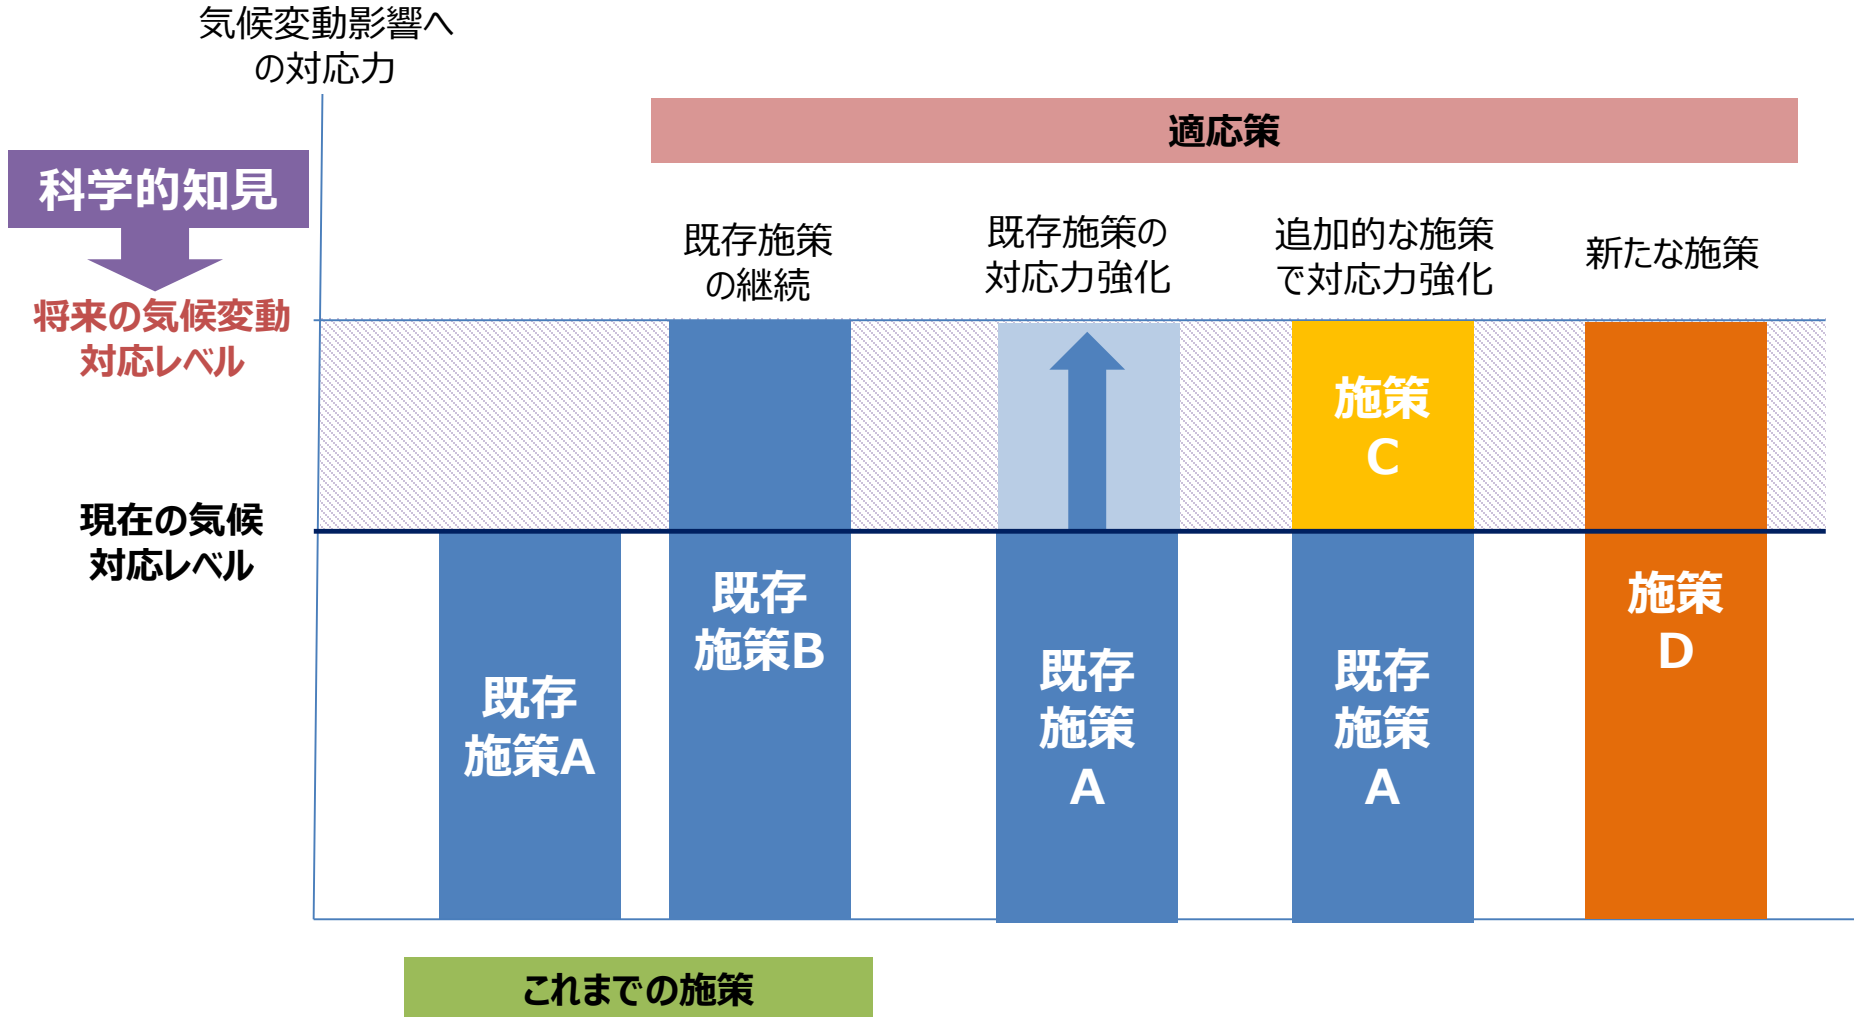 気候変動影響へ
の対応力
適応策
科学的知見
将来の気候変動
対応レベル
現在の気候
対応レベル
既存施策
の継続
既存施策の
対応力強化
追加的な施策
で対応力強化
新たな施策
既存
施策A
既存
施策B
既存
施策
A
施策
C
既存
施策
A
施策
D
これまでの施策